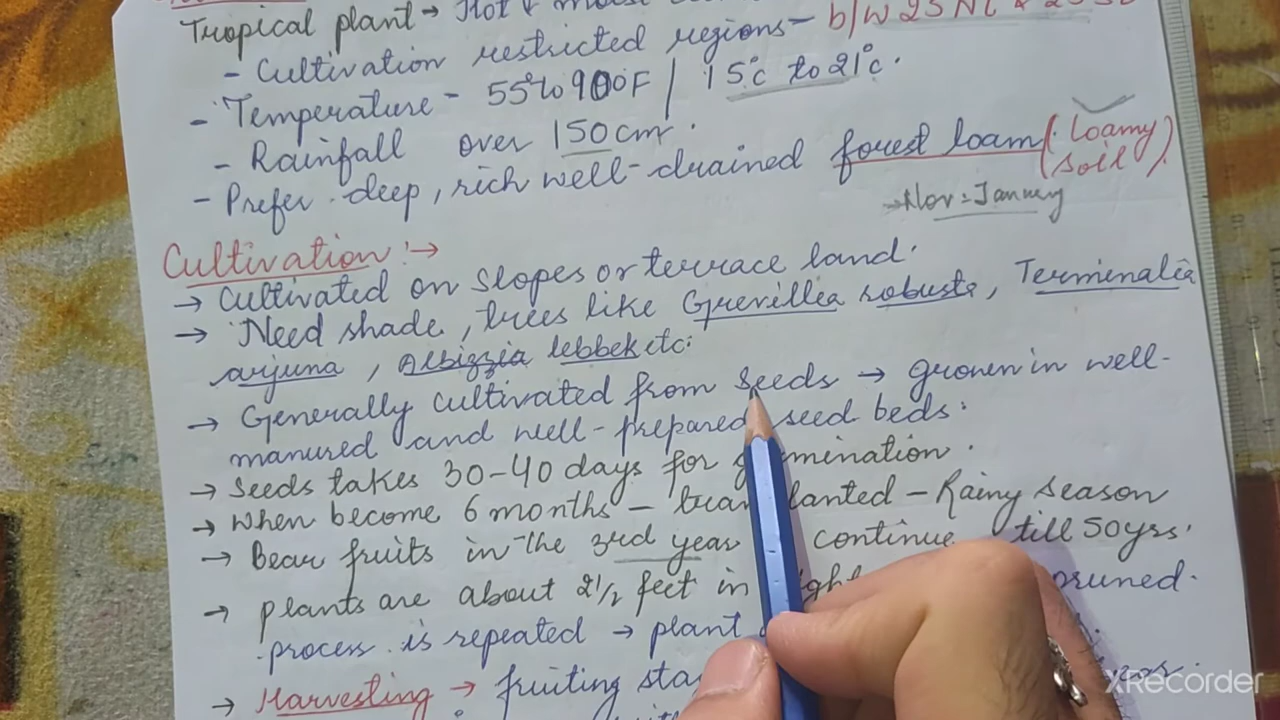 Tropical plant → Hot & moist
- Cultivation restricted regions - b/w 25°N &
- Temperature - 55° to 90°F / 15°c to 21°c.
- Rainfall over 150 cm.
- Prefer deep, rich well-drained forest loam (Loamy soil)
→ Nov - January
Cultivation :→
→ Cultivated on slopes or terrace land.
→ Need shade, trees like Grevillea robusta, Terminalia
arjuna, Albizzia lebbek etc.
→ Generally cultivated from seeds → grown in well-
manured and well-prepared seed beds.
→ Seeds takes 30-40 days for germination.
→ When become 6 months - transplanted - Rainy season
→ Bear fruits in the 3rd year continue till 50 yrs.
→ plants are about 2 1/2 feet in pruned.
process is repeated → plant
→ Harvesting → fruiting
XRecorder